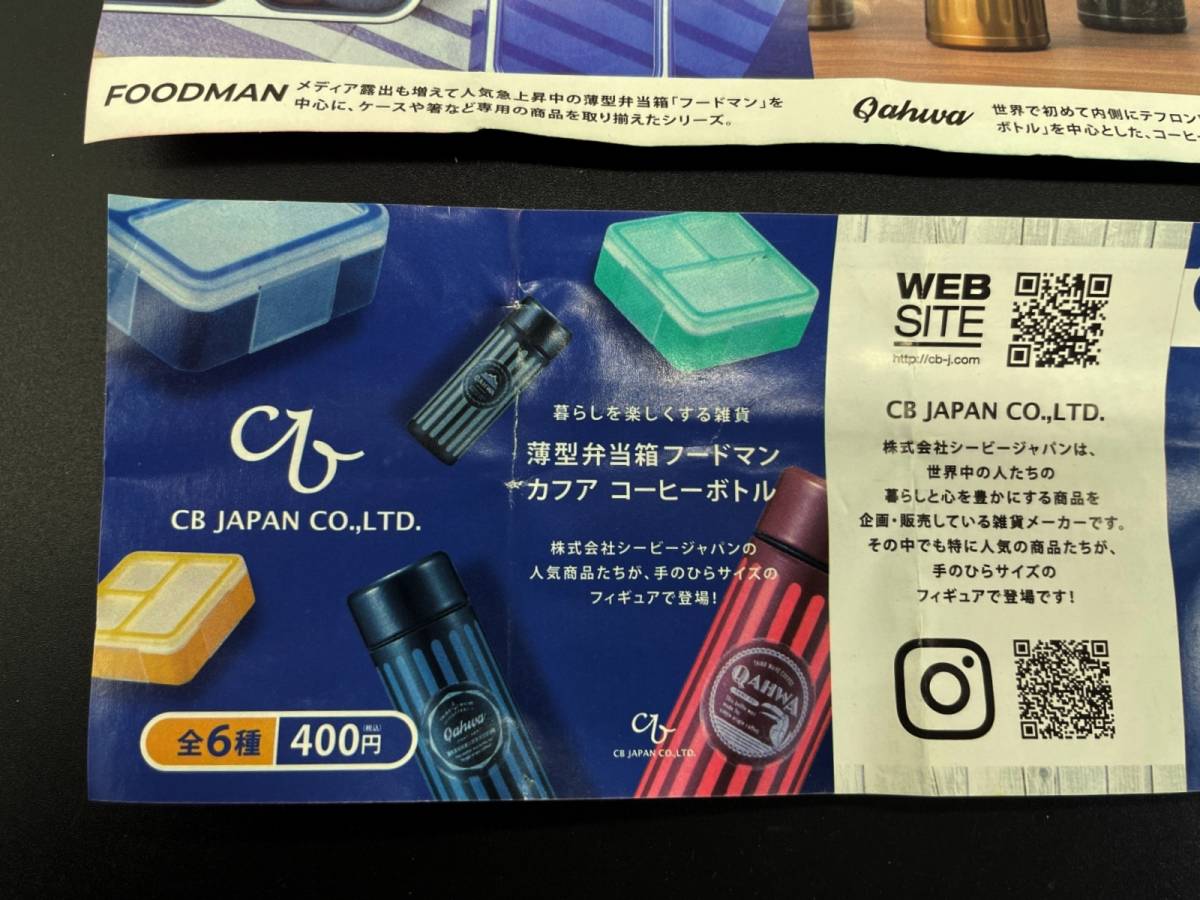 FOODMAN
メディア露出も増えて人気急上昇中の薄型弁当箱「フードマン」を
中心に、ケースや箸など専用の商品を取り揃えたシリーズ。
Qahwa
世界で初めて内側にテフロン
ボトル」を中心とした、コーヒー
cb
CB JAPAN CO.,LTD.
暮らしを楽しくする雑貨
薄型弁当箱フードマン
カフア コーヒーボトル
株式会社シービージャパンの
人気商品たちが、手のひらサイズの
フィギュアで登場!
全6種 400円(税込)
Qahwa
QAHWA
cb
CB JAPAN CO.,LTD.
WEB
SITE
http://cb-j.com
CB JAPAN CO.,LTD.
株式会社シービージャパンは、
世界中の人たちの
暮らしと心を豊かにする商品を
企画・販売している雑貨メーカーです。
その中でも特に人気の商品たちが、
手のひらサイズの
フィギュアで登場です!